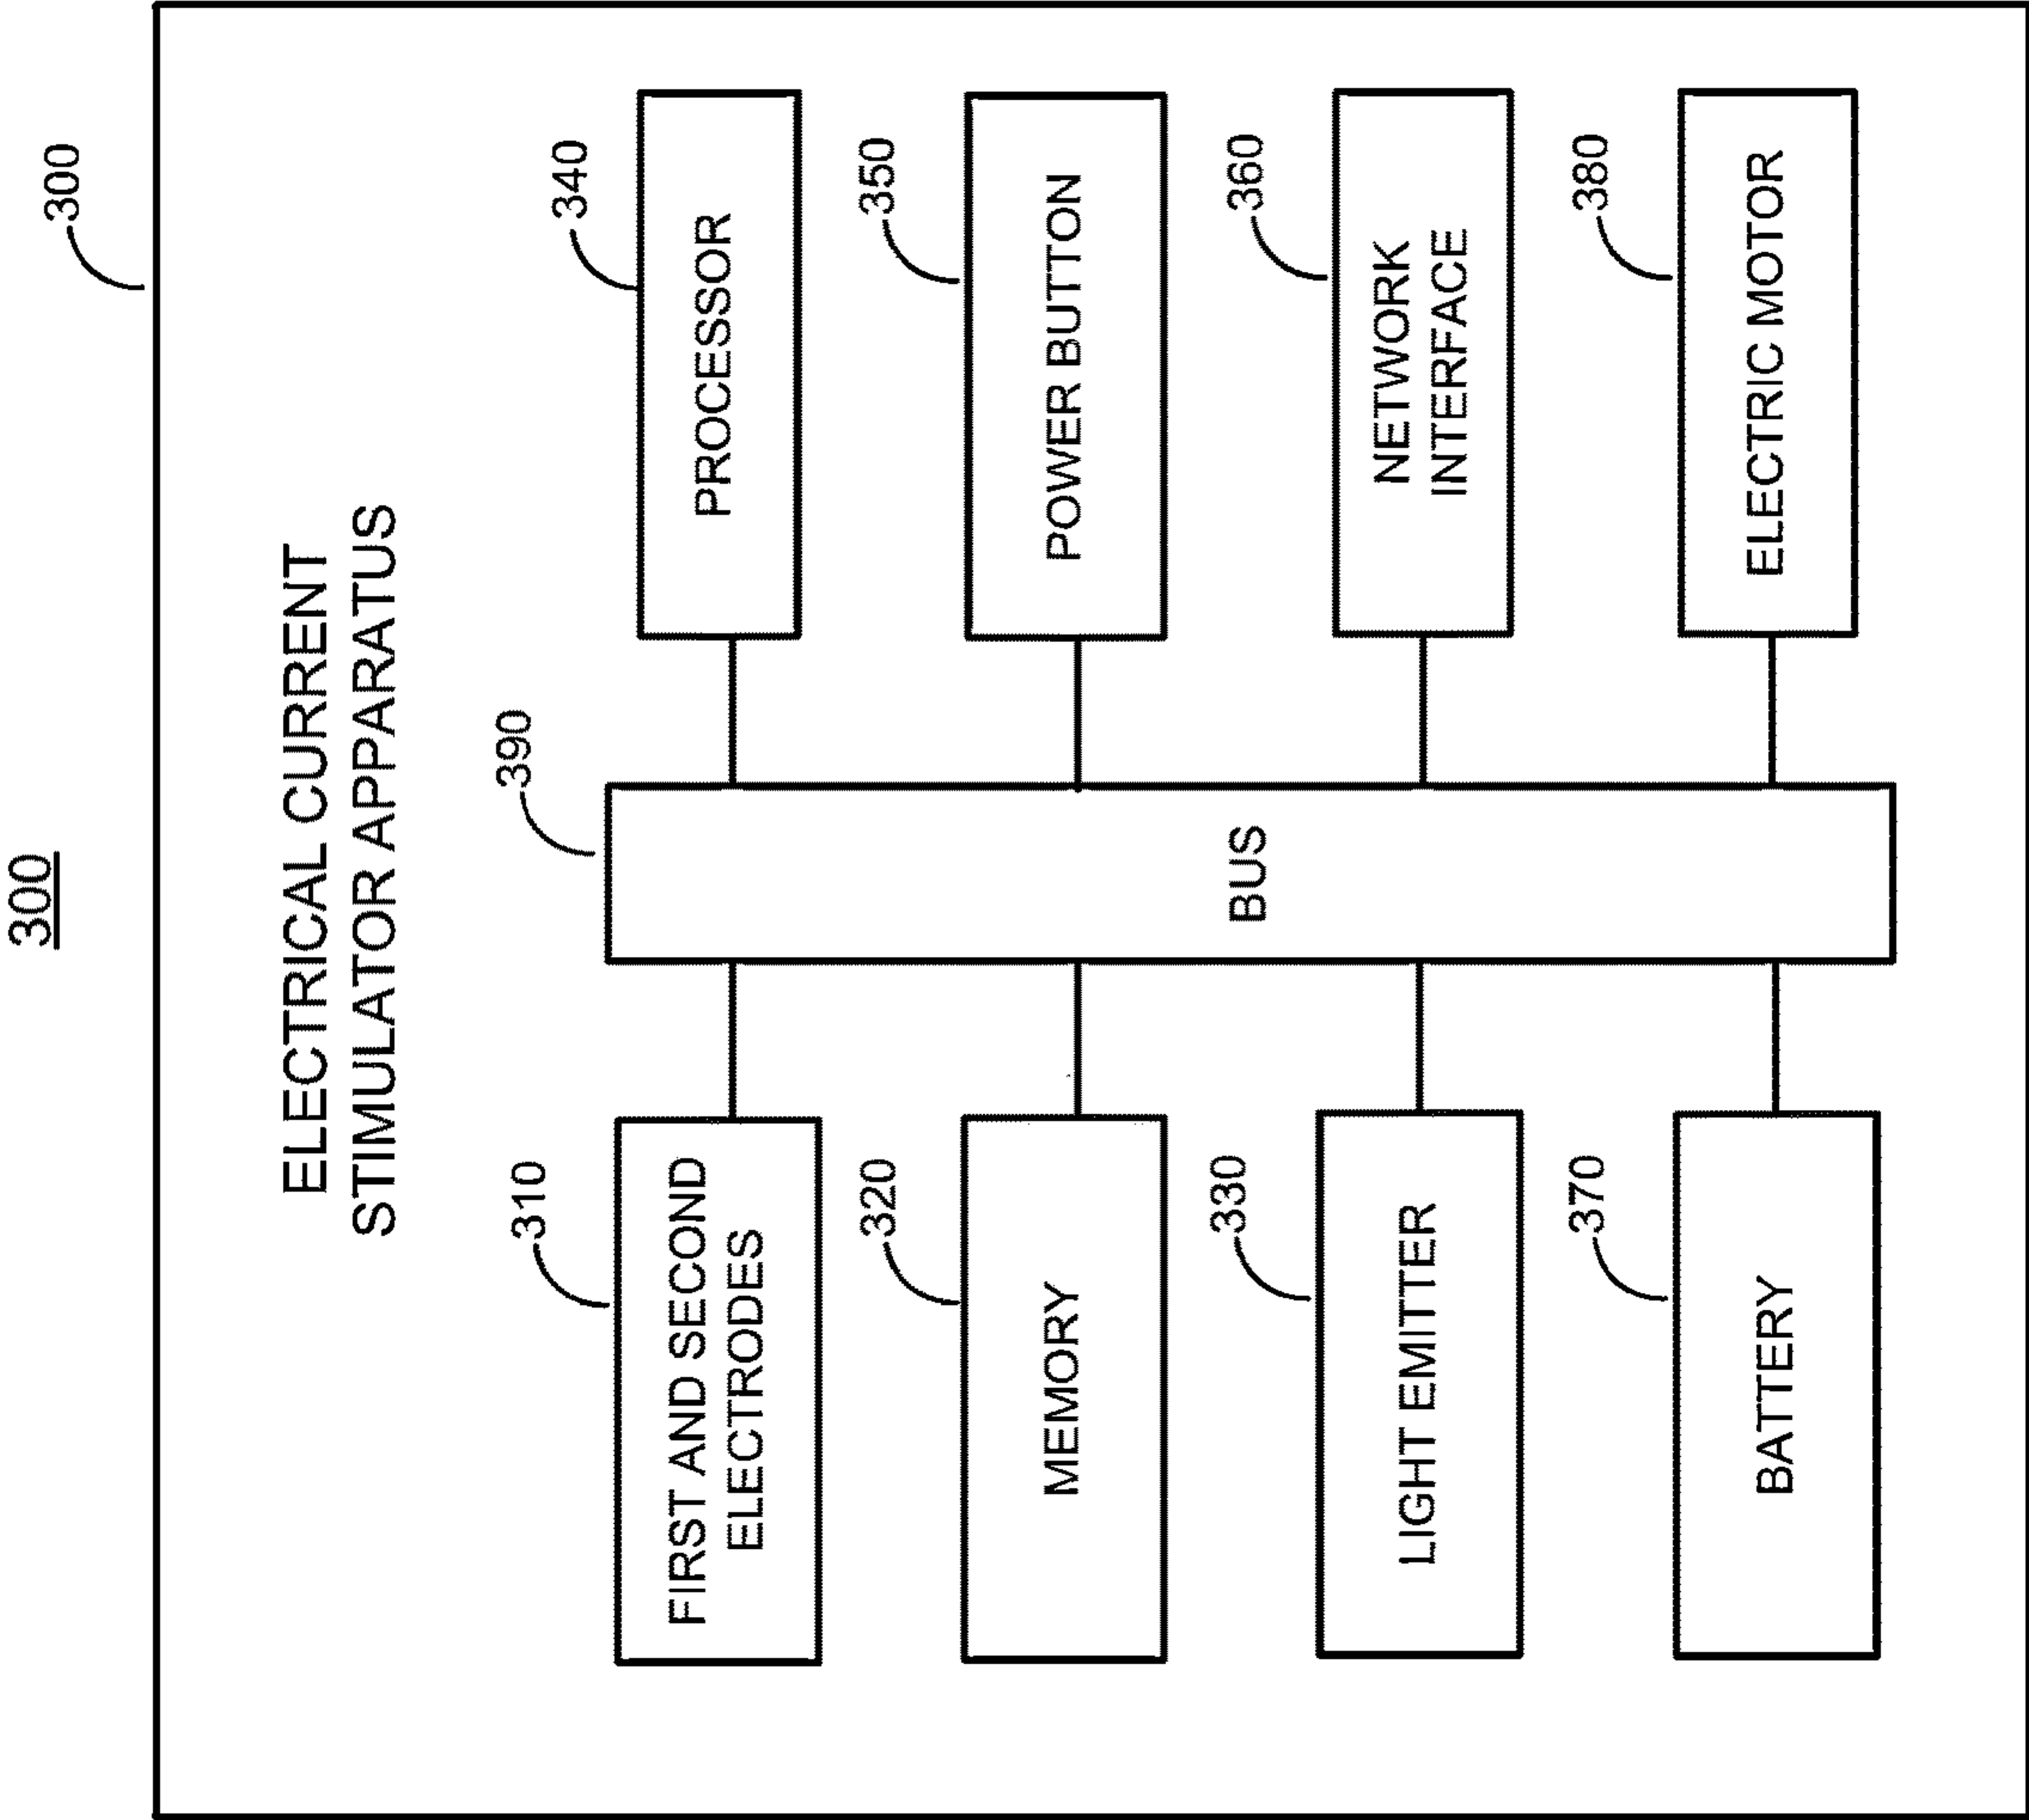 300
300
ELECTRICAL CURRENT
STIMULATOR APPARATUS
390
310
FIRST AND SECOND
ELECTRODES
340
PROCESSOR
320
MEMORY
350
POWER BUTTON
BUS
330
LIGHT EMITTER
360
NETWORK
INTERFACE
370
BATTERY
380
ELECTRIC MOTOR